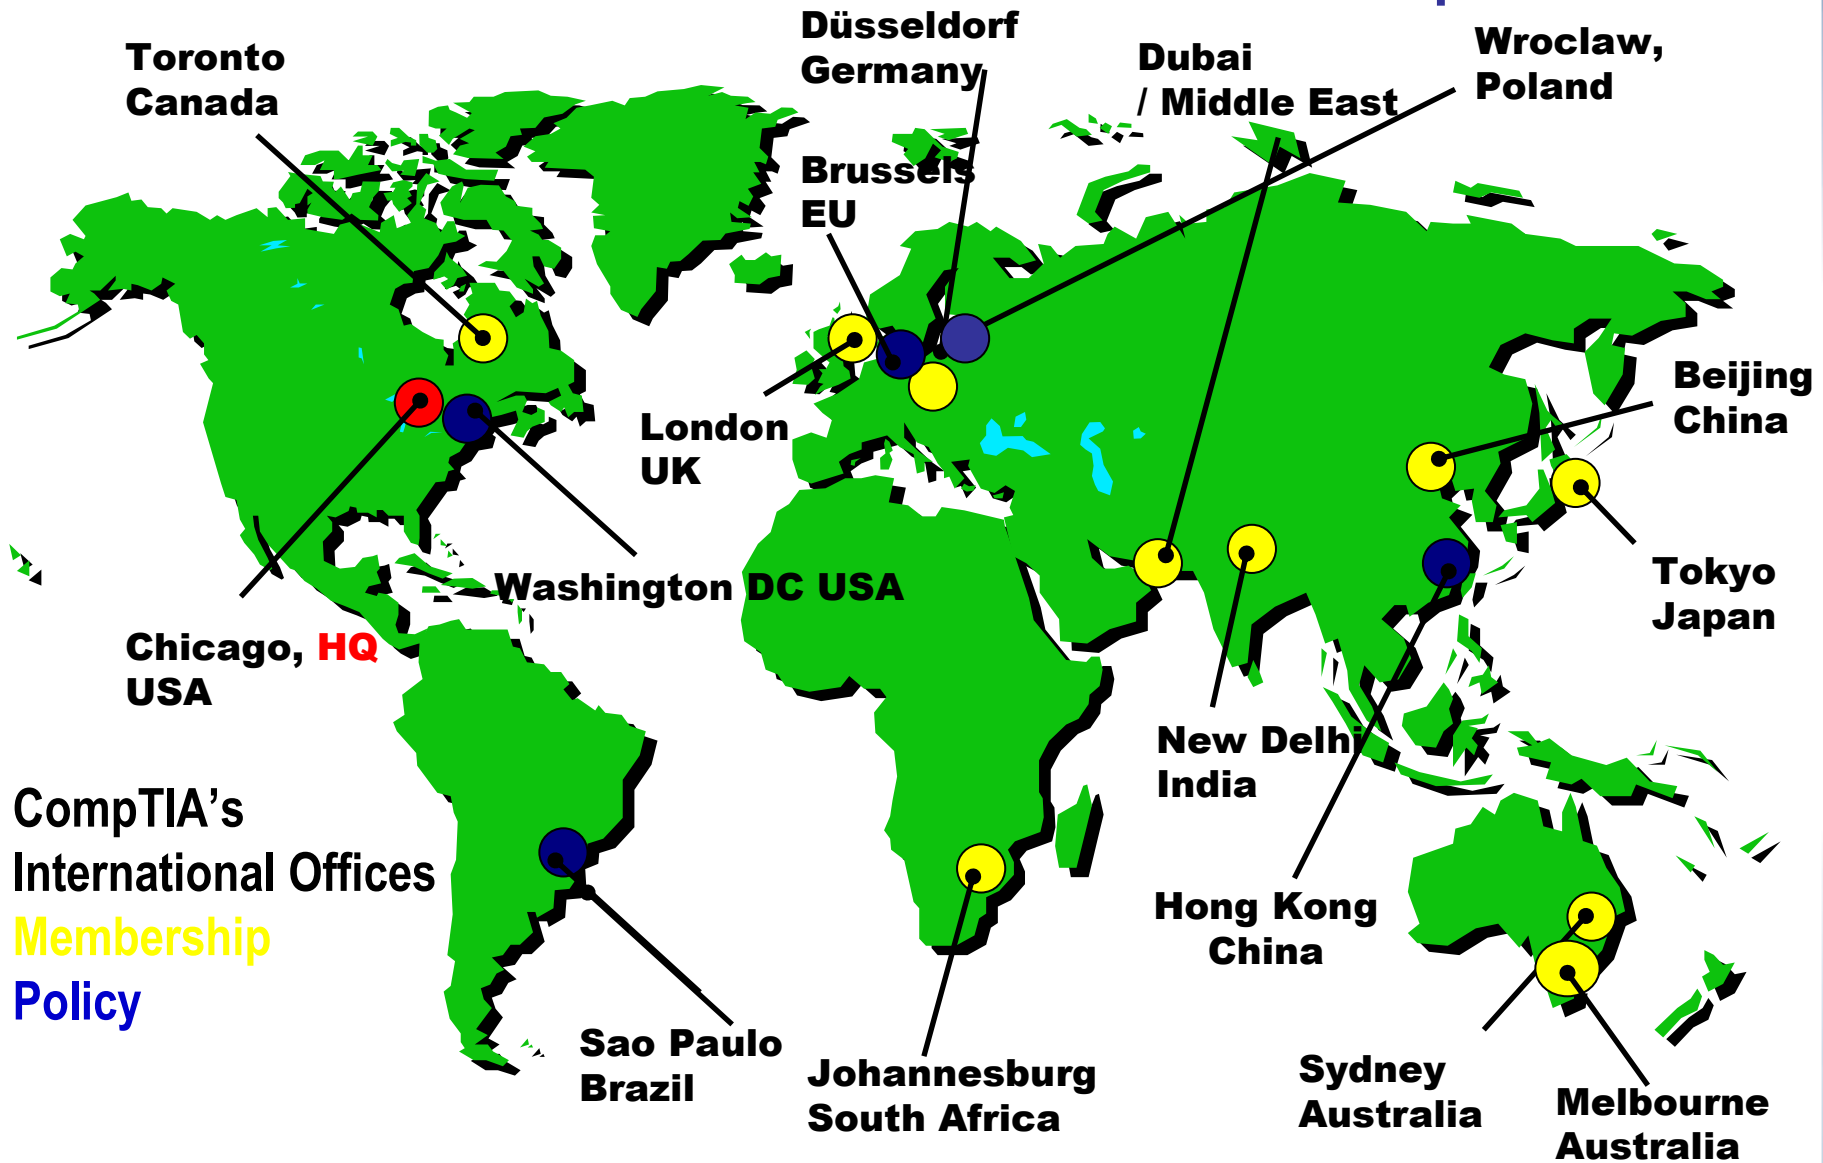 Toronto
Canada
Düsseldorf
Germany
Dubai
/ Middle East
Wroclaw,
Poland
Brussels
EU
London
UK
Beijing
China
Washington DC USA
Tokyo
Japan
Chicago, HQ
USA
New Delhi
India
CompTIA's
International Offices
Membership
Policy
Hong Kong
China
Sao Paulo
Brazil
Johannesburg
South Africa
Sydney
Australia
Melbourne
Australia